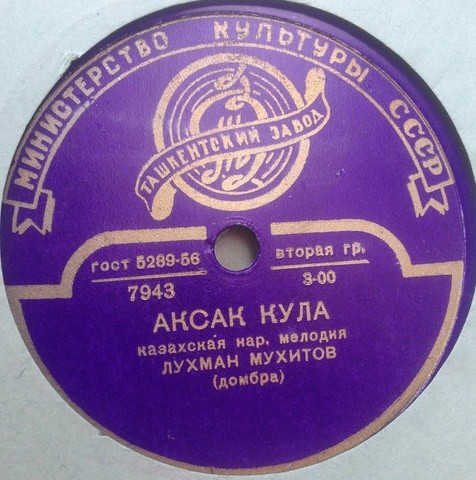 МИНИСТЕРСТВО КУЛЬТУРЫ СССР
ТАШКЕНТСКИЙ ЗАВОД
гост 5289-56 вторая гр.
7943 3-00
АКСАК КУЛА
казахская нар. мелодия
ЛУХМАН МУХИТОВ
(домбра)